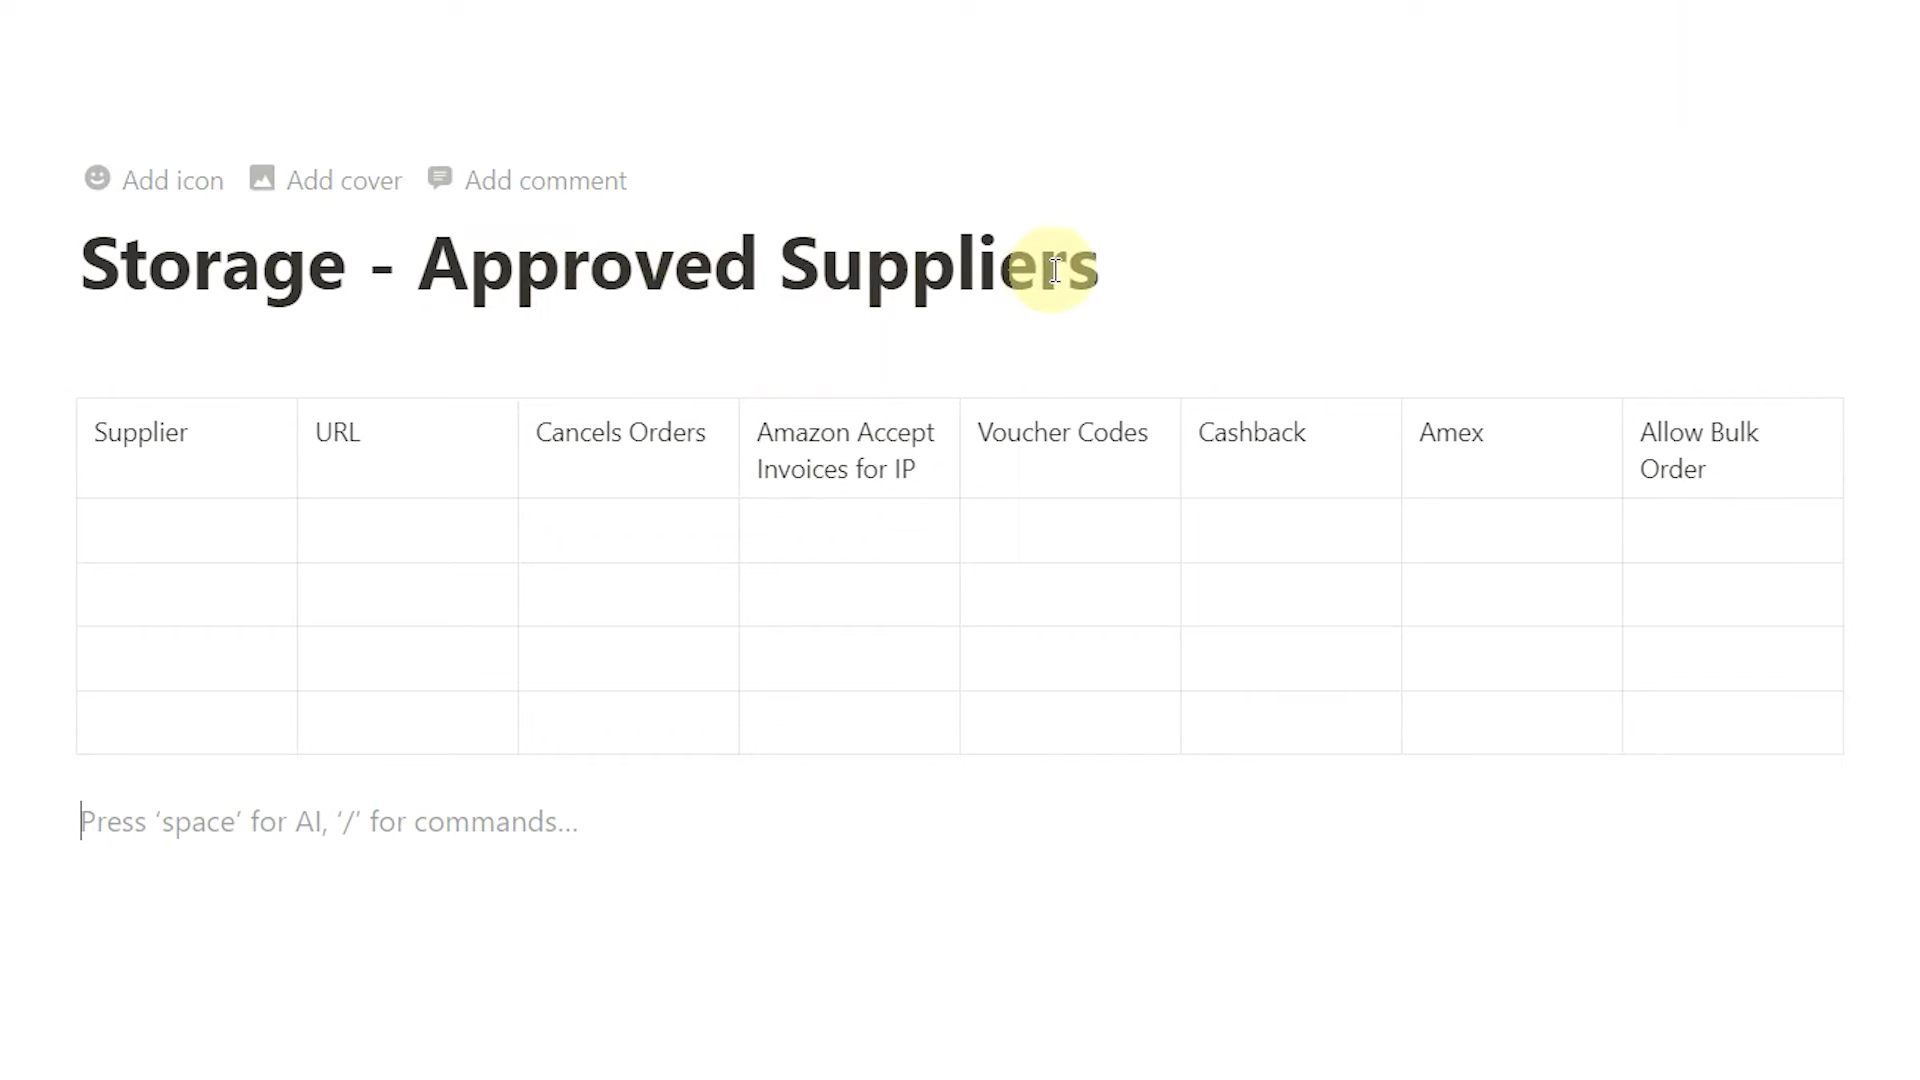 Add icon Add cover Add comment
Storage - Approved Suppliers
Supplier URL Cancels Orders Amazon Accept Invoices for IP Voucher Codes Cashback Amex Allow Bulk Order
Press ‘space’ for AI, ‘/’ for commands…